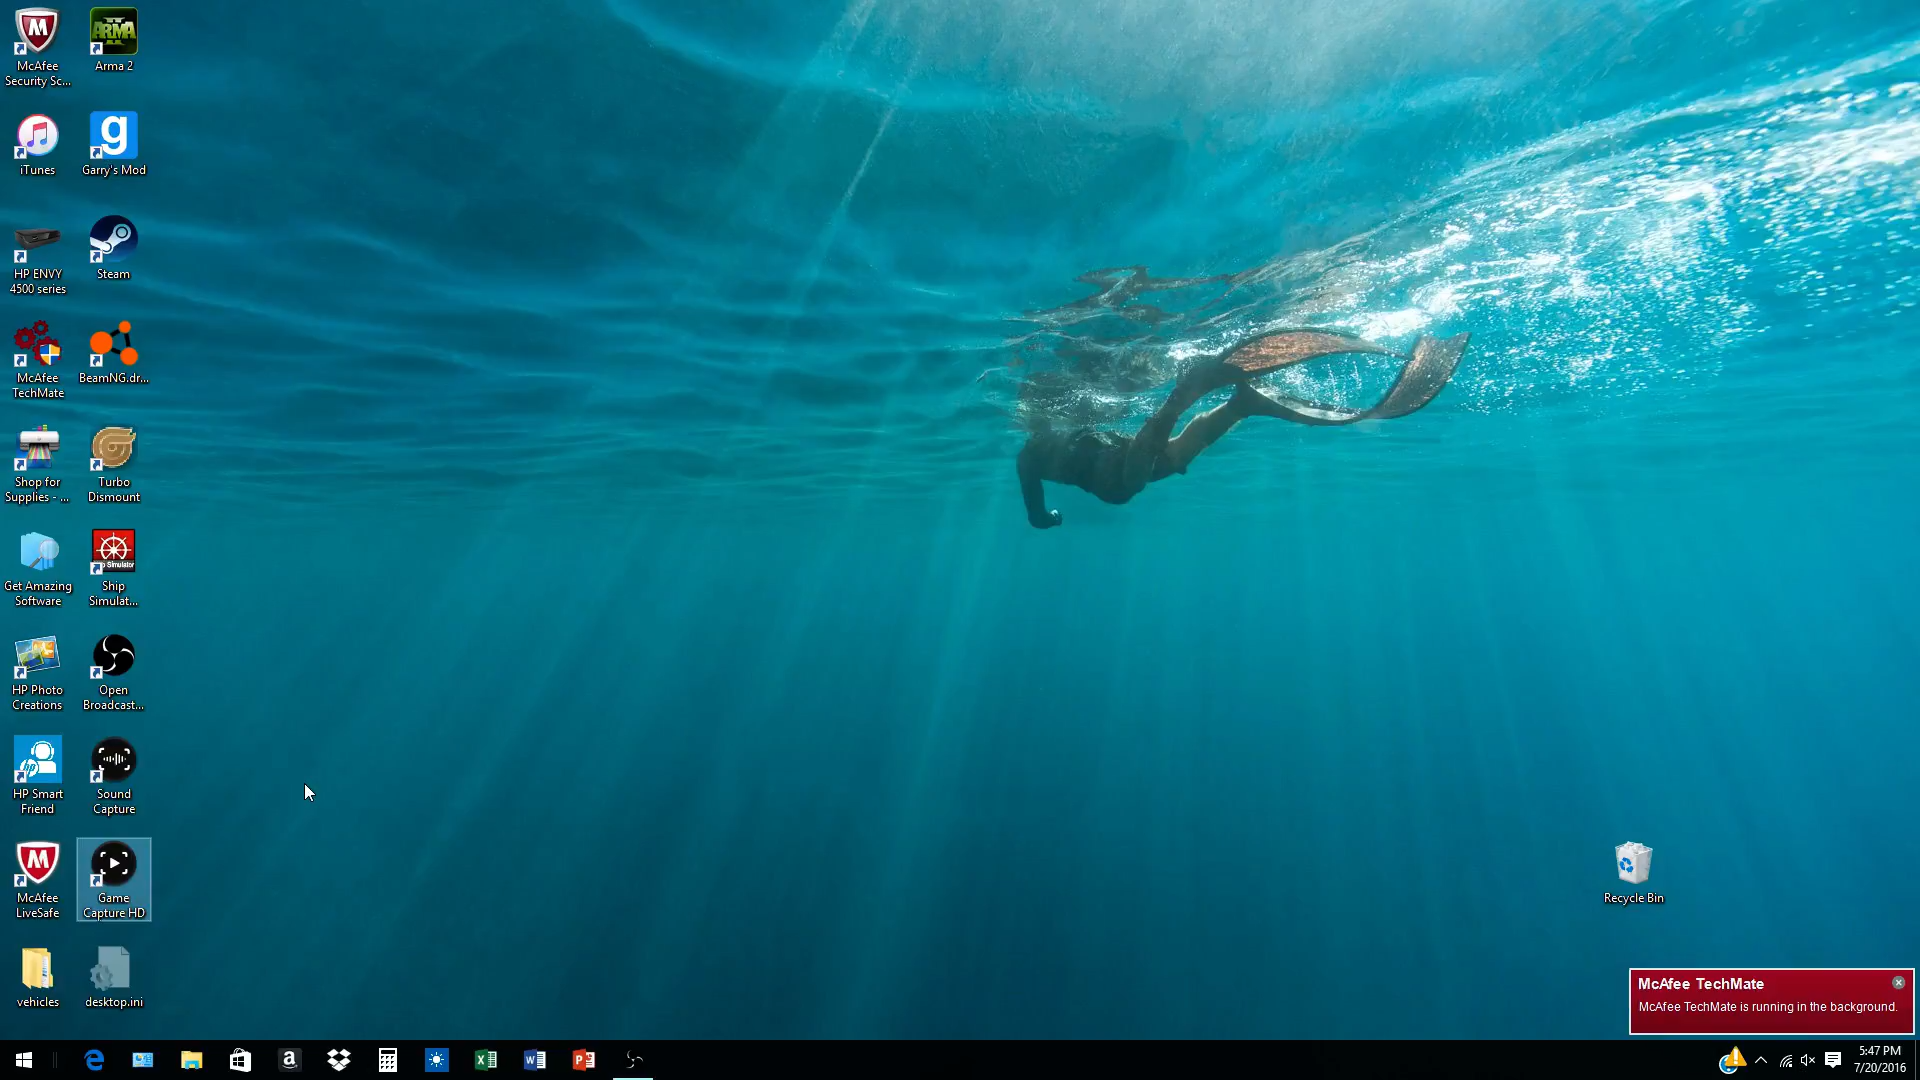 McAfee
Security Sc...
Arma 2
iTunes
Garry's Mod
HP ENVY
4500 series
Steam
McAfee
TechMate
BeamNG.dr...
Shop for
Supplies - ...
Turbo
Dismount
Get Amazing
Software
Ship
Simulat...
HP Photo
Creations
Open
Broadcast...
HP Smart
Friend
Sound
Capture
McAfee
LiveSafe
Game
Capture HD
vehicles
desktop.ini
Recycle Bin
McAfee TechMate
McAfee TechMate is running in the background.
5:47 PM
7/20/2016